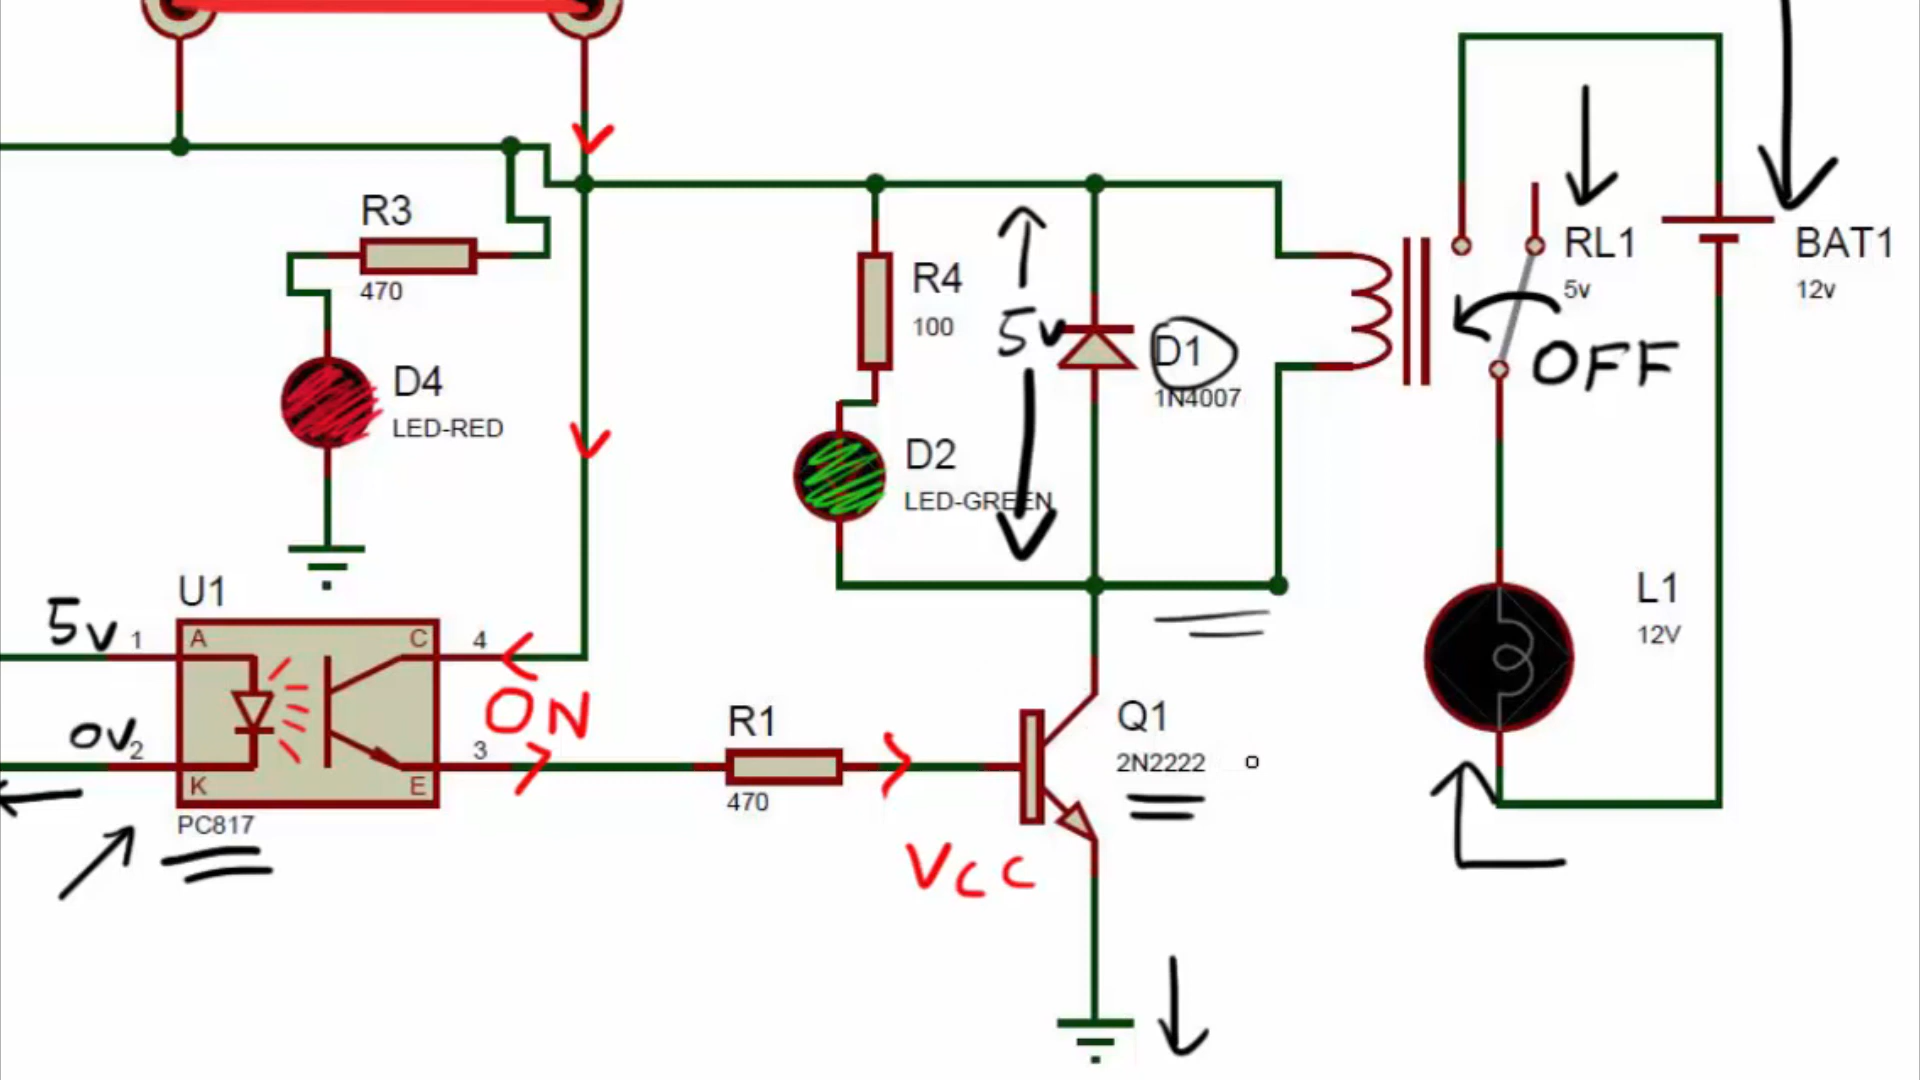 R3
470
R4
100
5v
D1
1N4007
RL1
5v
BAT1
12v
OFF
D4
LED-RED
D2
LED-GREEN
U1
5v
1
A
C
4
ON
0v
2
K
E
3
PC817
R1
470
Q1
2N2222
VCC
L1
12V